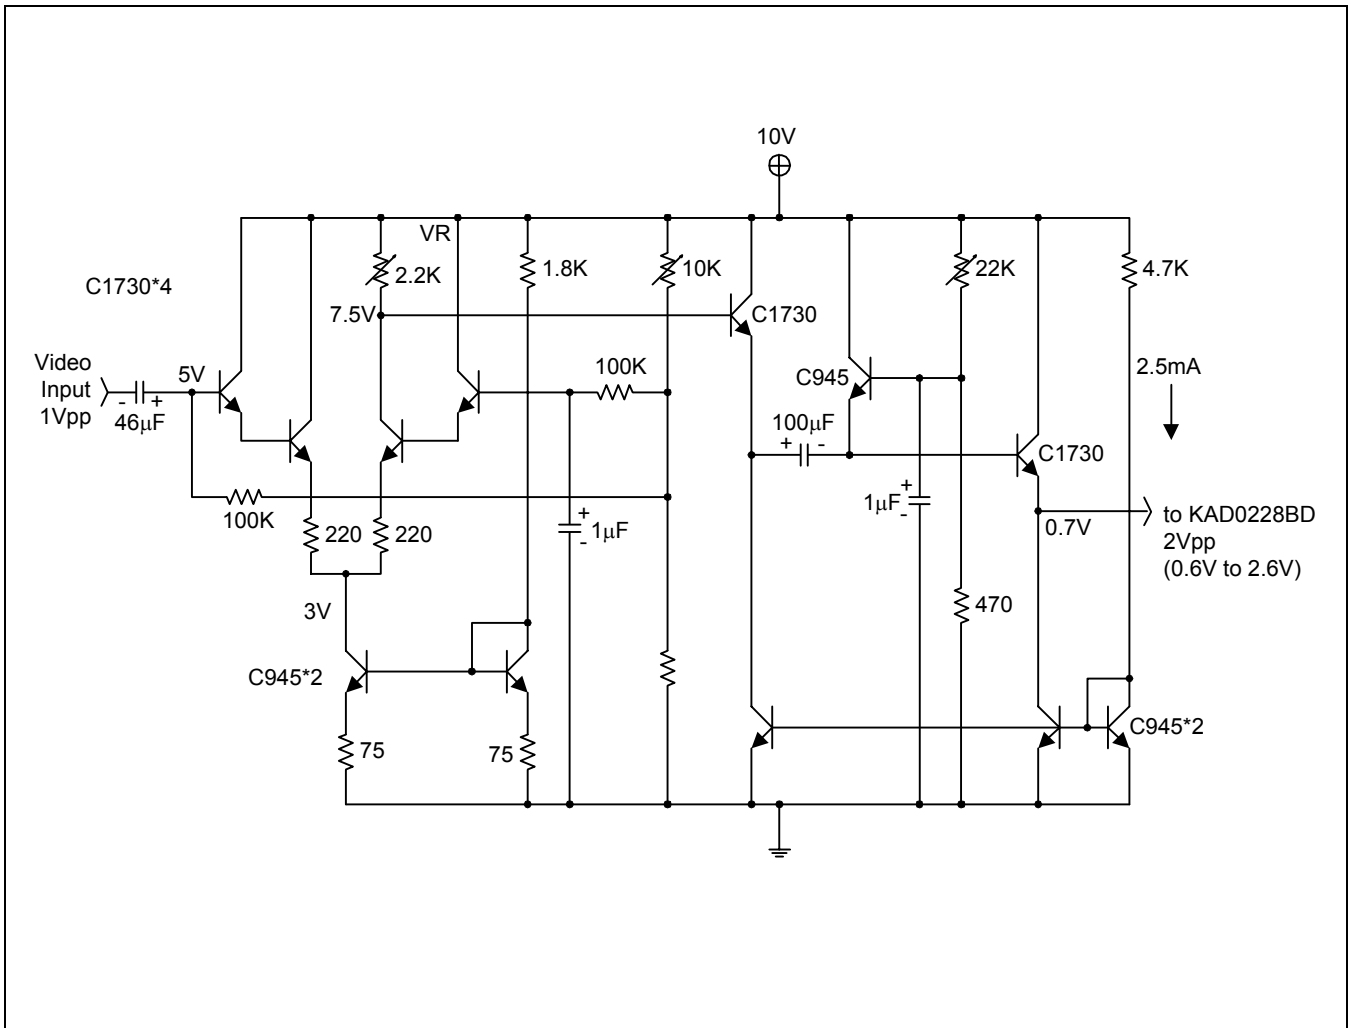 10V
VR
2.2K
1.8K
10K
22K
4.7K
C1730*4
7.5V
C1730
Video
Input
1Vpp
5V
- +
46μF
100K
C945
2.5mA
100μF
+ -
C1730
100K
220
220
+
1μF
-
+
1μF
-
0.7V
to KAD0228BD
2Vpp
(0.6V to 2.6V)
3V
470
C945*2
C945*2
75
75